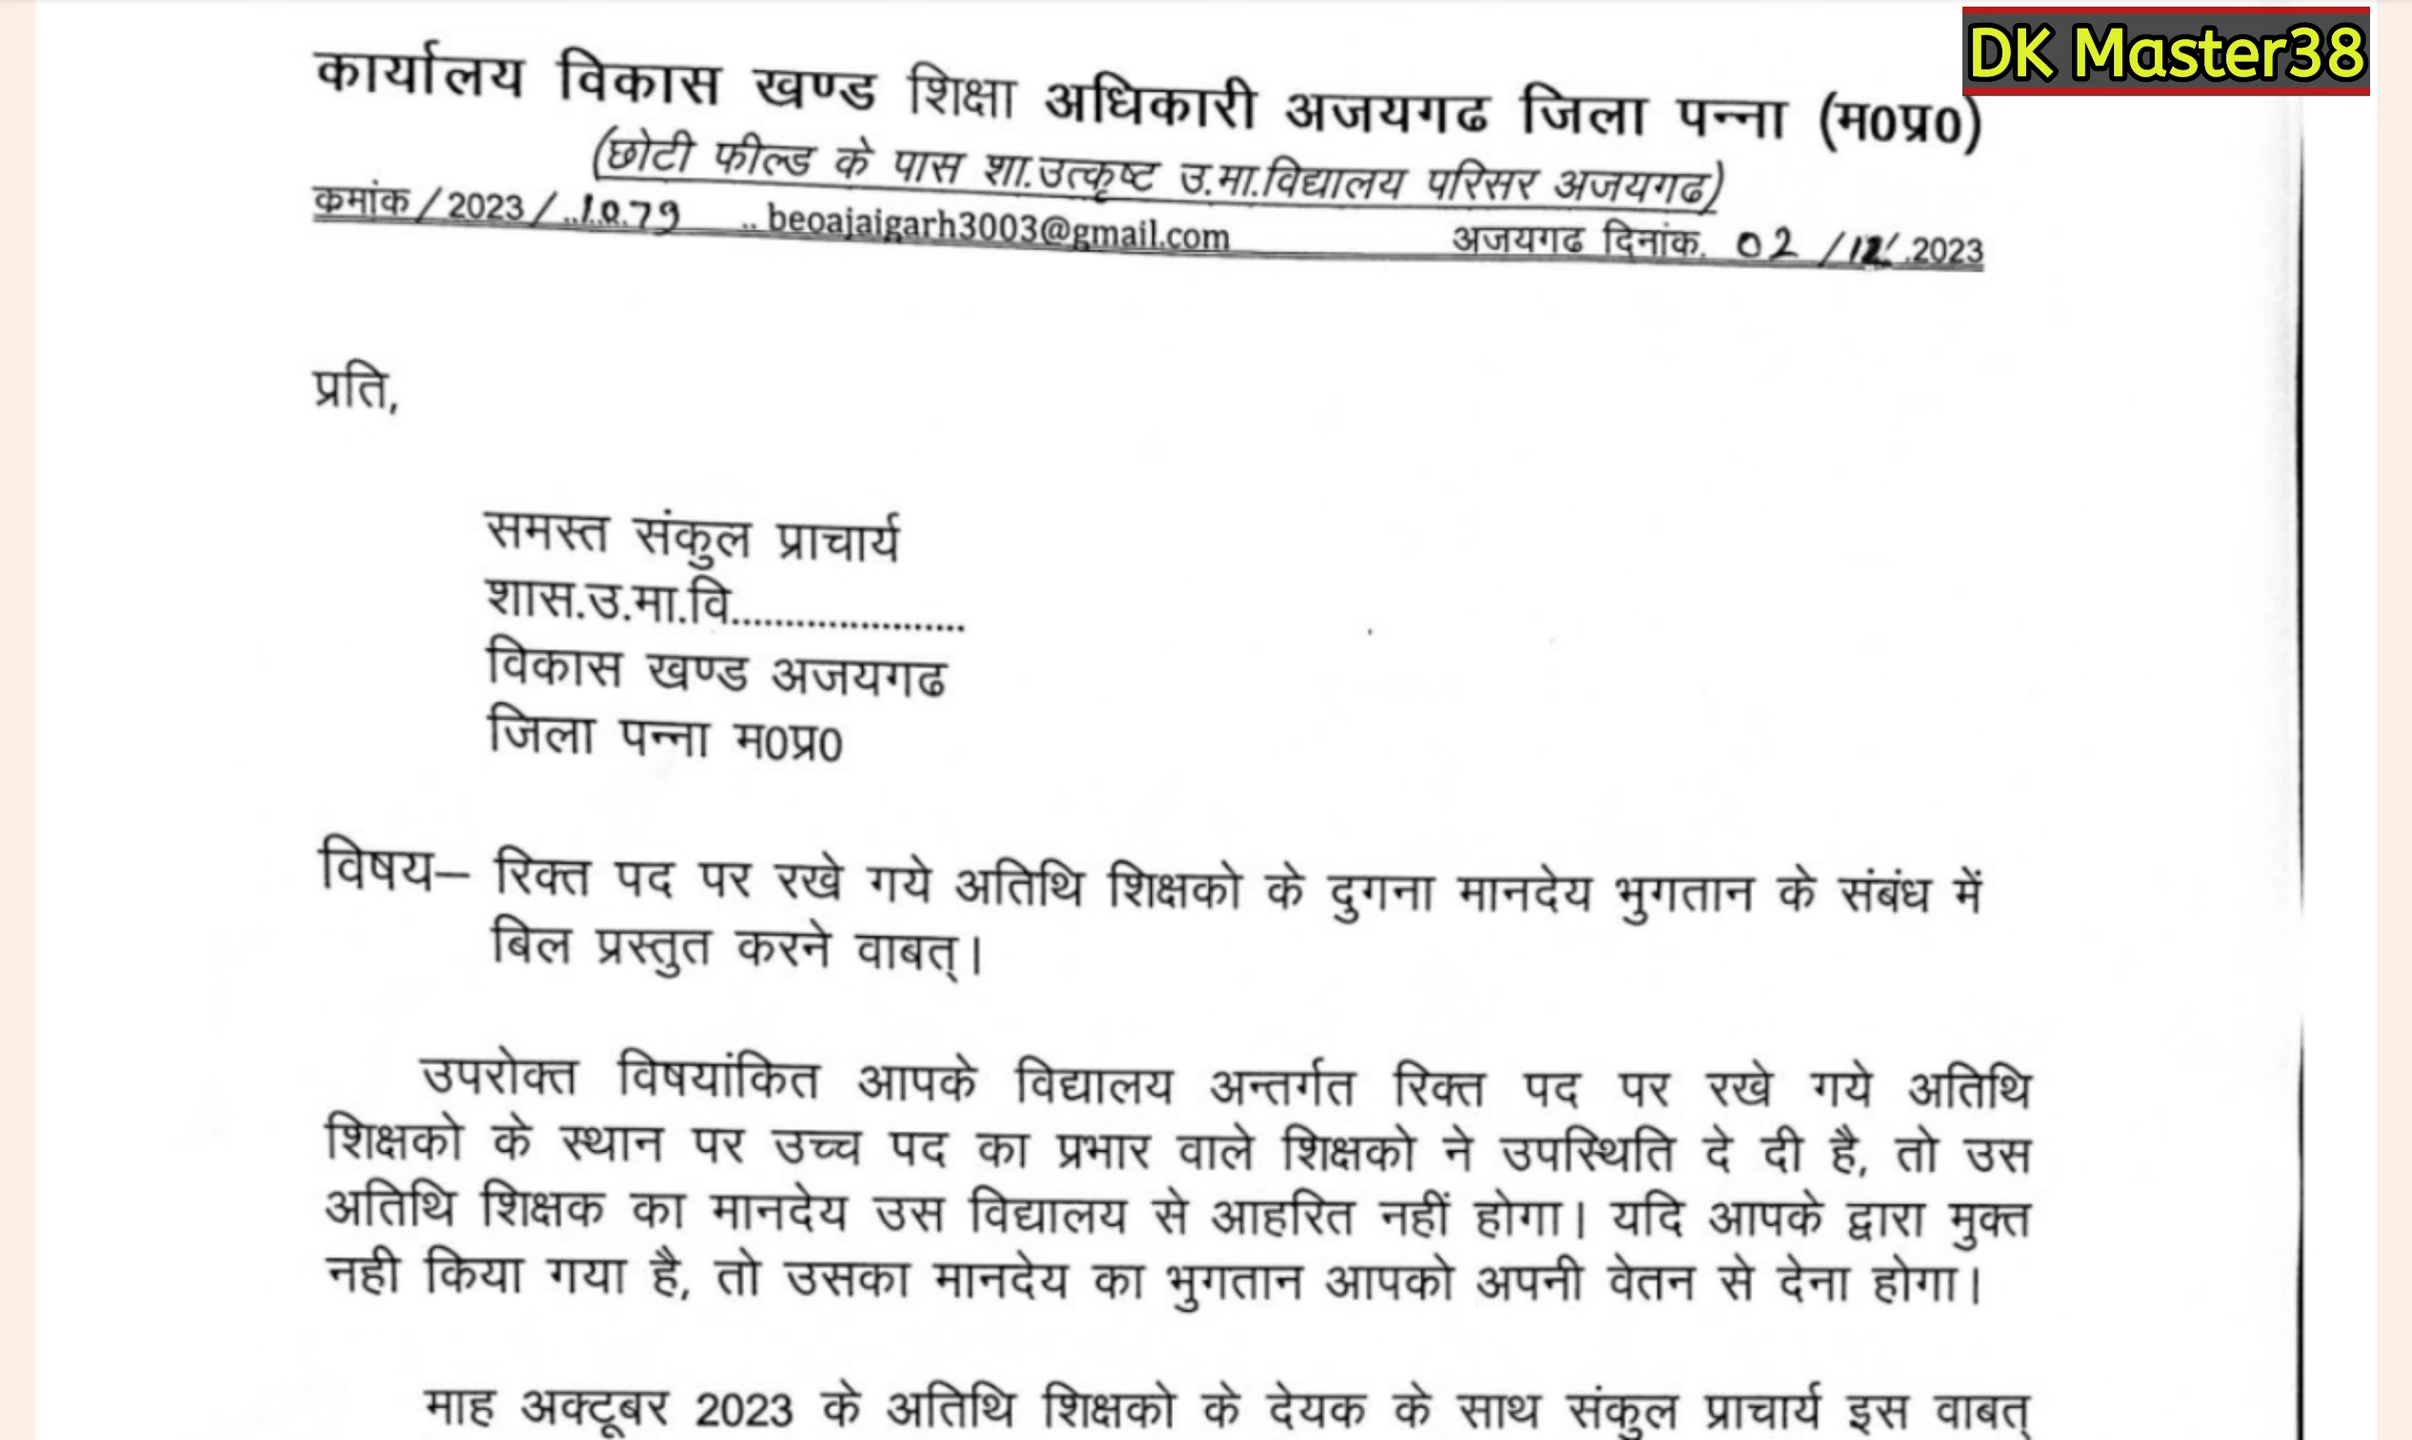 DK Master38
कार्यालय विकास खण्ड शिक्षा अधिकारी अजयगढ जिला पन्ना (म0प्र0)
(छोटी फील्ड के पास शा.उत्कृष्ट उ.मा.विद्यालय परिसर अजयगढ)
कमांक / 2023 / ..1079 .. beoajaigarh3003@gmail.com अजयगढ दिनांक. 02 / 12 .2023
प्रति,
समस्त संकुल प्राचार्य
शास.उ.मा.वि......................
विकास खण्ड अजयगढ
जिला पन्ना म0प्र0
विषय– रिक्त पद पर रखे गये अतिथि शिक्षको के दुगना मानदेय भुगतान के संबंध में
बिल प्रस्तुत करने वाबत्।
उपरोक्त विषयांकित आपके विद्यालय अन्तर्गत रिक्त पद पर रखे गये अतिथि
शिक्षको के स्थान पर उच्च पद का प्रभार वाले शिक्षको ने उपस्थिति दे दी है, तो उस
अतिथि शिक्षक का मानदेय उस विद्यालय से आहरित नहीं होगा। यदि आपके द्वारा मुक्त
नही किया गया है, तो उसका मानदेय का भुगतान आपको अपनी वेतन से देना होगा।
माह अक्टूबर 2023 के अतिथि शिक्षको के देयक के साथ संकुल प्राचार्य इस वाबत्